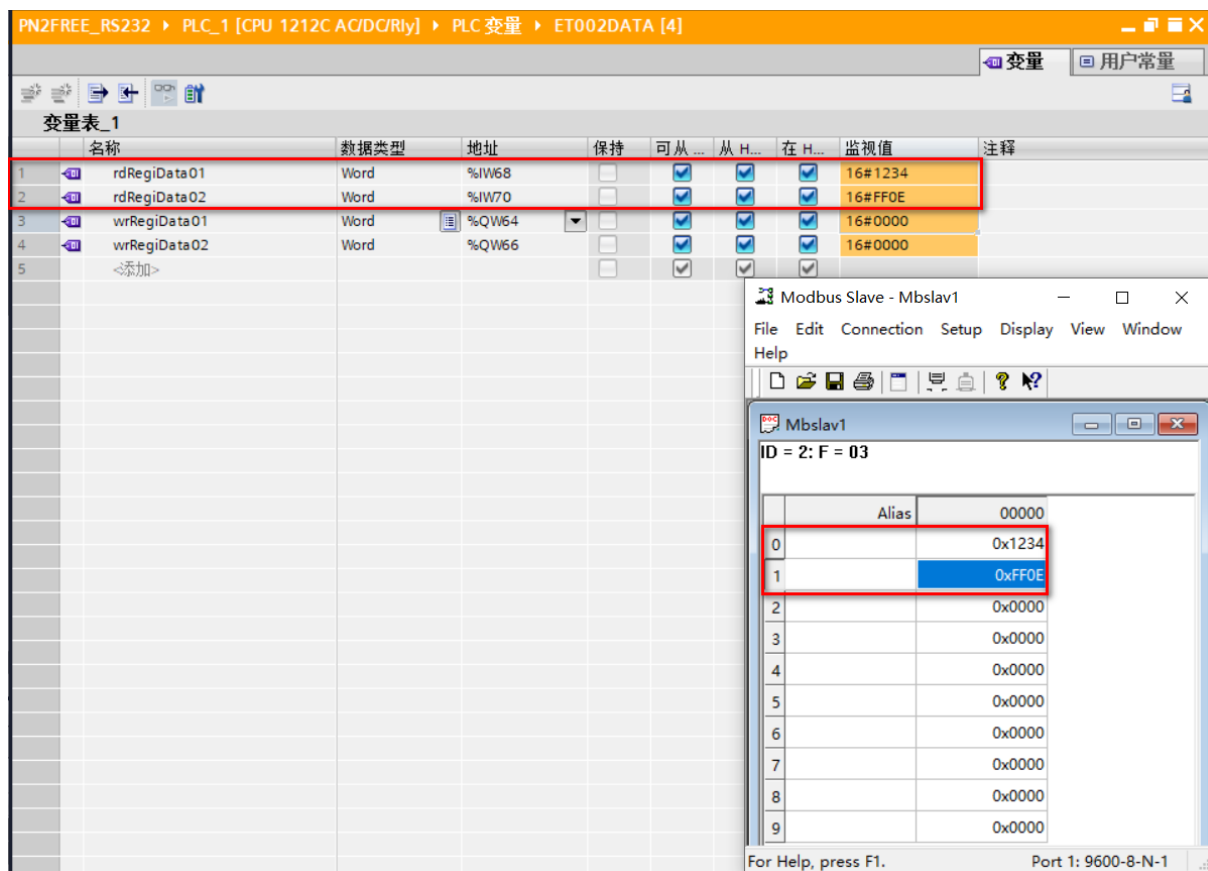 PN2FREE_RS232 ▸ PLC_1 [CPU 1212C AC/DC/Rly] ▸ PLC 变量 ▸ ET002DATA [4]
变量 用户常量
变量表_1
名称 数据类型 地址 保持 可从 ... 从 H... 在 H... 监视值 注释
1 rdRegiData01 Word %IW68 16#1234
2 rdRegiData02 Word %IW70 16#FF0E
3 wrRegiData01 Word %QW64 16#0000
4 wrRegiData02 Word %QW66 16#0000
5 <添加>
Modbus Slave - Mbslav1
File Edit Connection Setup Display View Window
Help
Mbslav1
ID = 2: F = 03
Alias 00000
0 0x1234
1 0xFF0E
2 0x0000
3 0x0000
4 0x0000
5 0x0000
6 0x0000
7 0x0000
8 0x0000
9 0x0000
For Help, press F1. Port 1: 9600-8-N-1